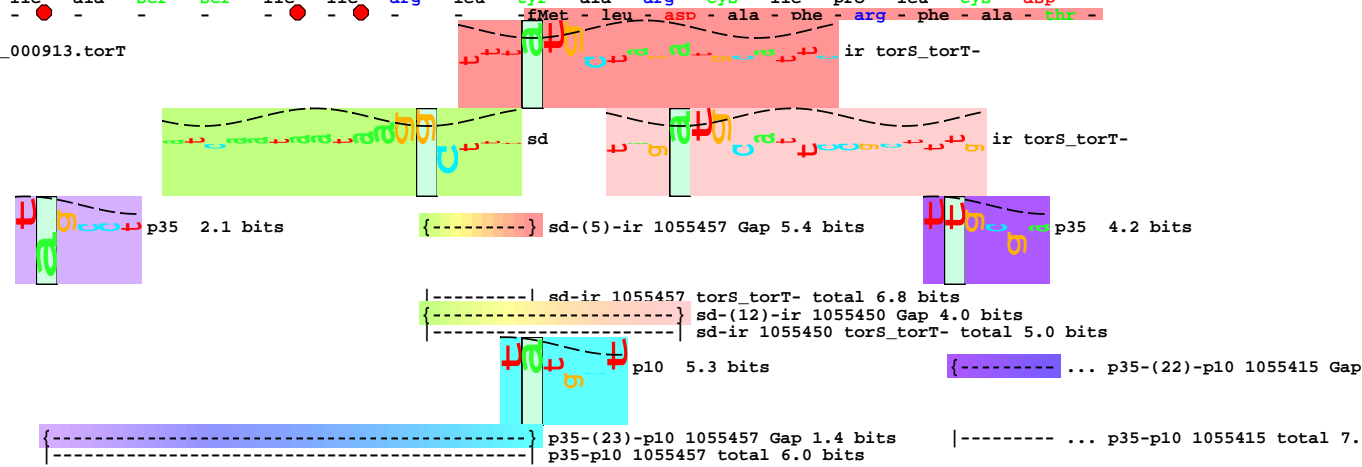 - fMet - leu - asp - ala - phe - arg - phe - ala - thr -
_000913.torT
ir torS_torT-
sd
ir torS_torT-
p35 2.1 bits
{---------} sd-(5)-ir 1055457 Gap 5.4 bits
p35 4.2 bits
|---------| sd-ir 1055457 torS_torT- total 6.8 bits
{-----------------------} sd-(12)-ir 1055450 Gap 4.0 bits
|-----------------------| sd-ir 1055450 torS_torT- total 5.0 bits
p10 5.3 bits
{---------- ... p35-(22)-p10 1055415 Gap
{---------------------------------------------} p35-(23)-p10 1055457 Gap 1.4 bits
|--------- ... p35-p10 1055415 total 7.
|---------------------------------------------| p35-p10 1055457 total 6.0 bits